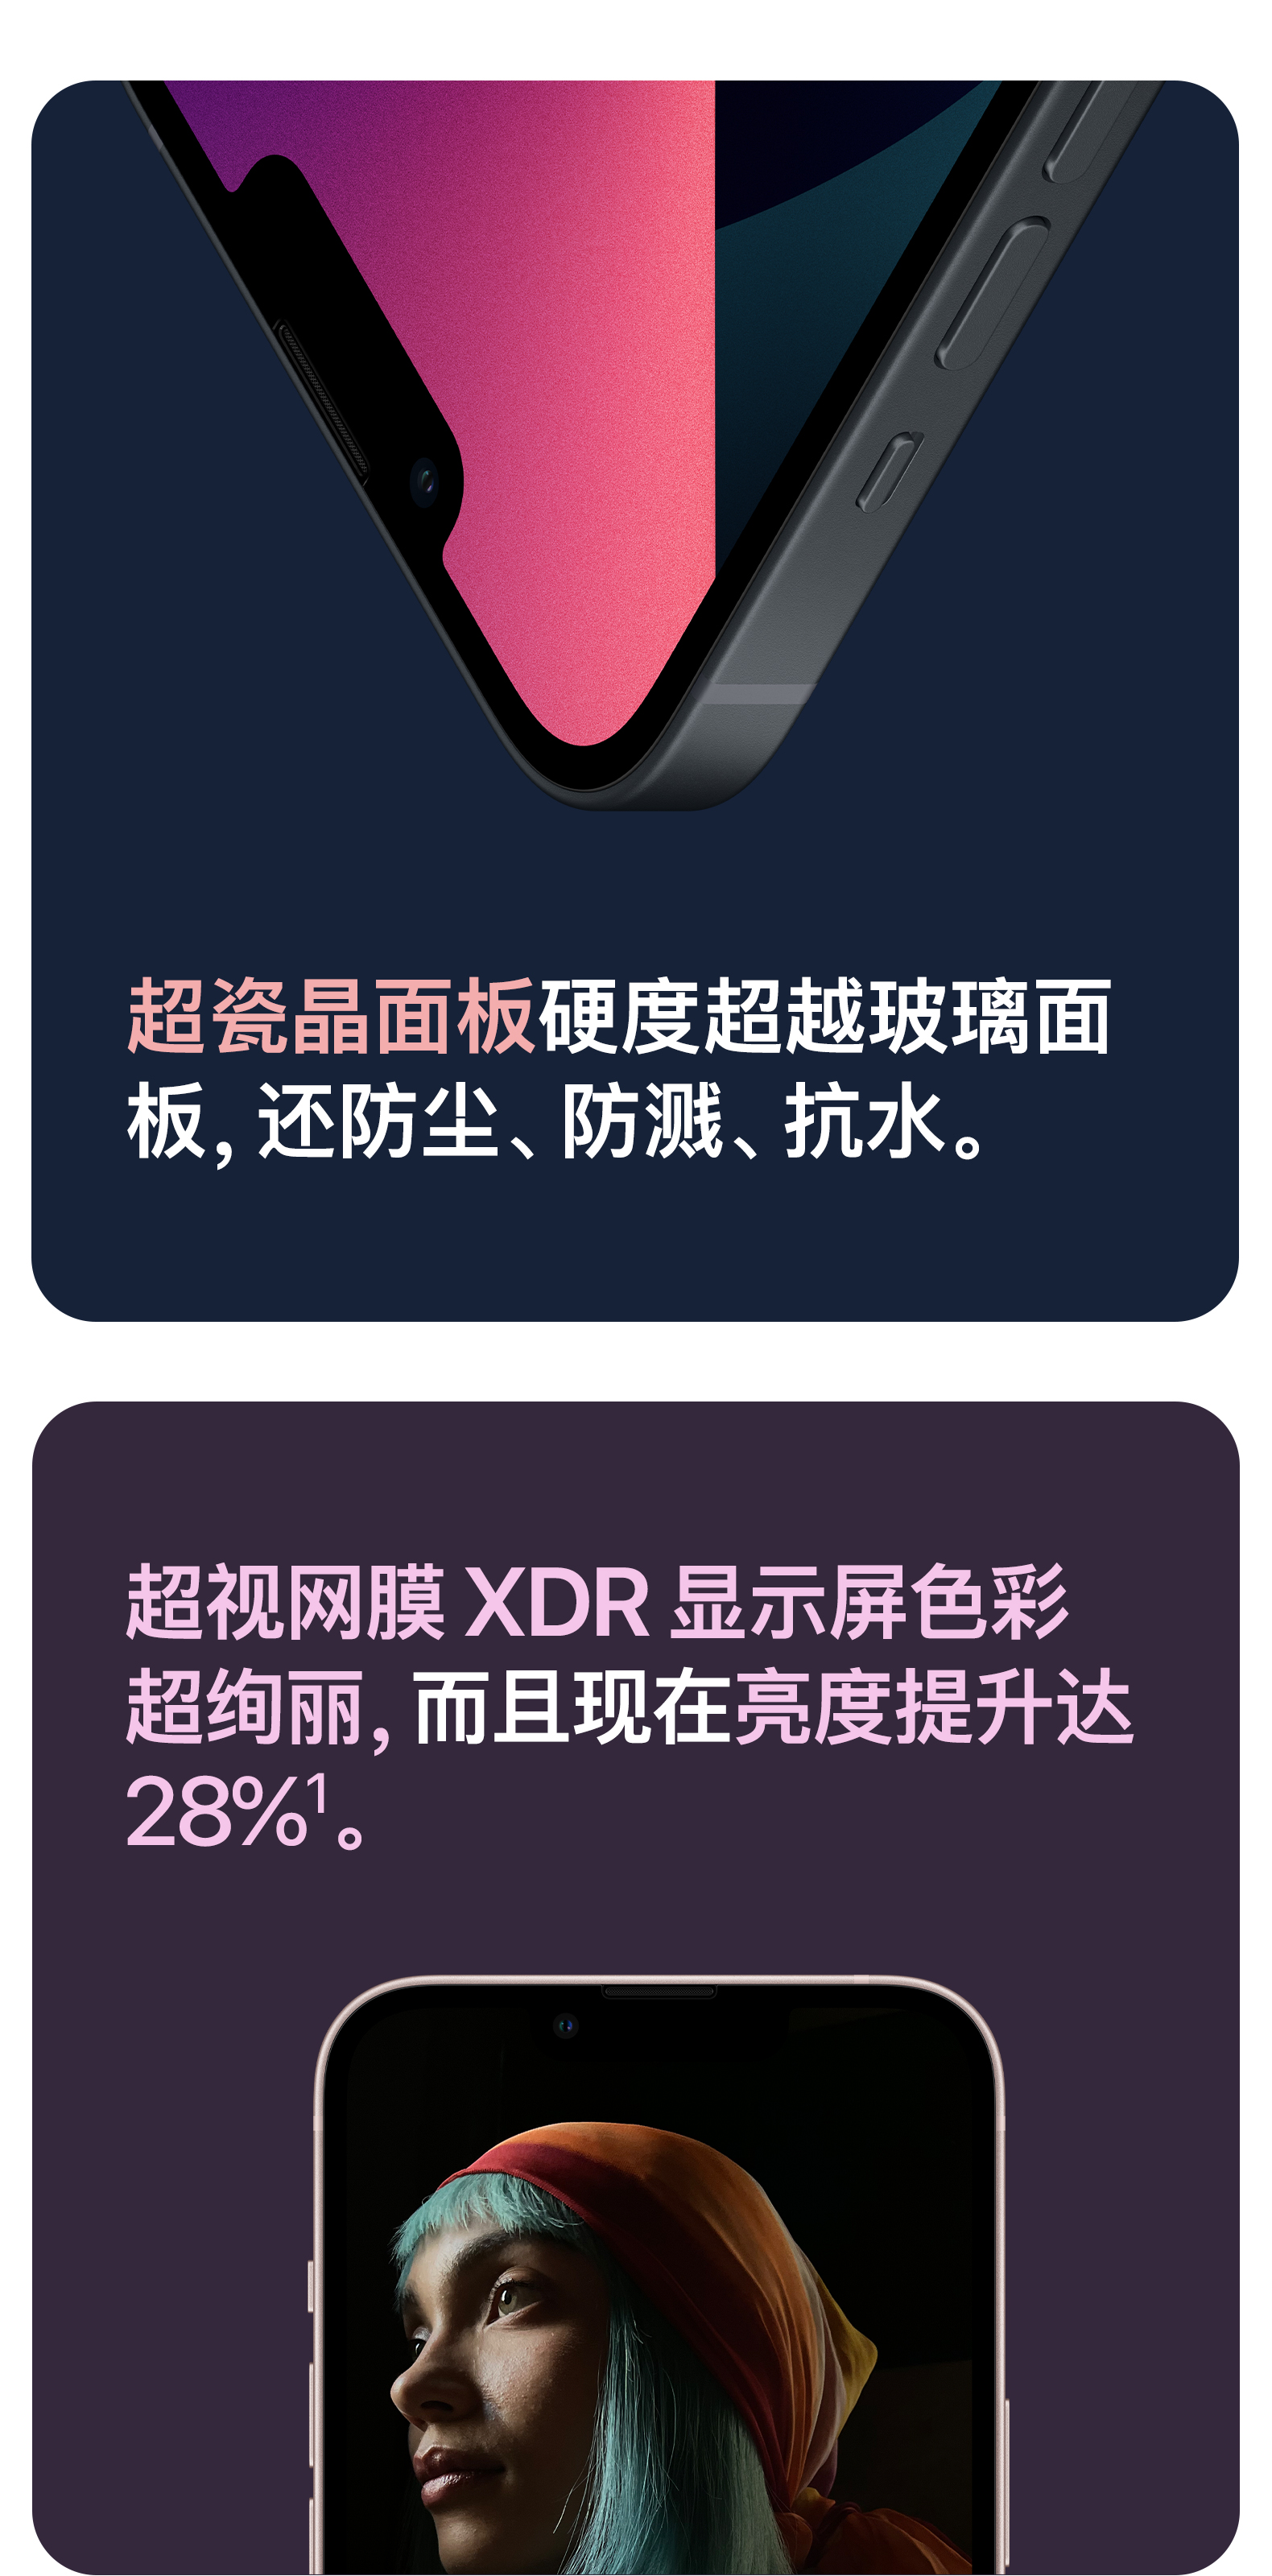 超瓷晶面板硬度超越玻璃面
板，还防尘、防溅、抗水。
超视网膜 XDR 显示屏色彩
超绚丽，而且现在亮度提升达
28%¹。